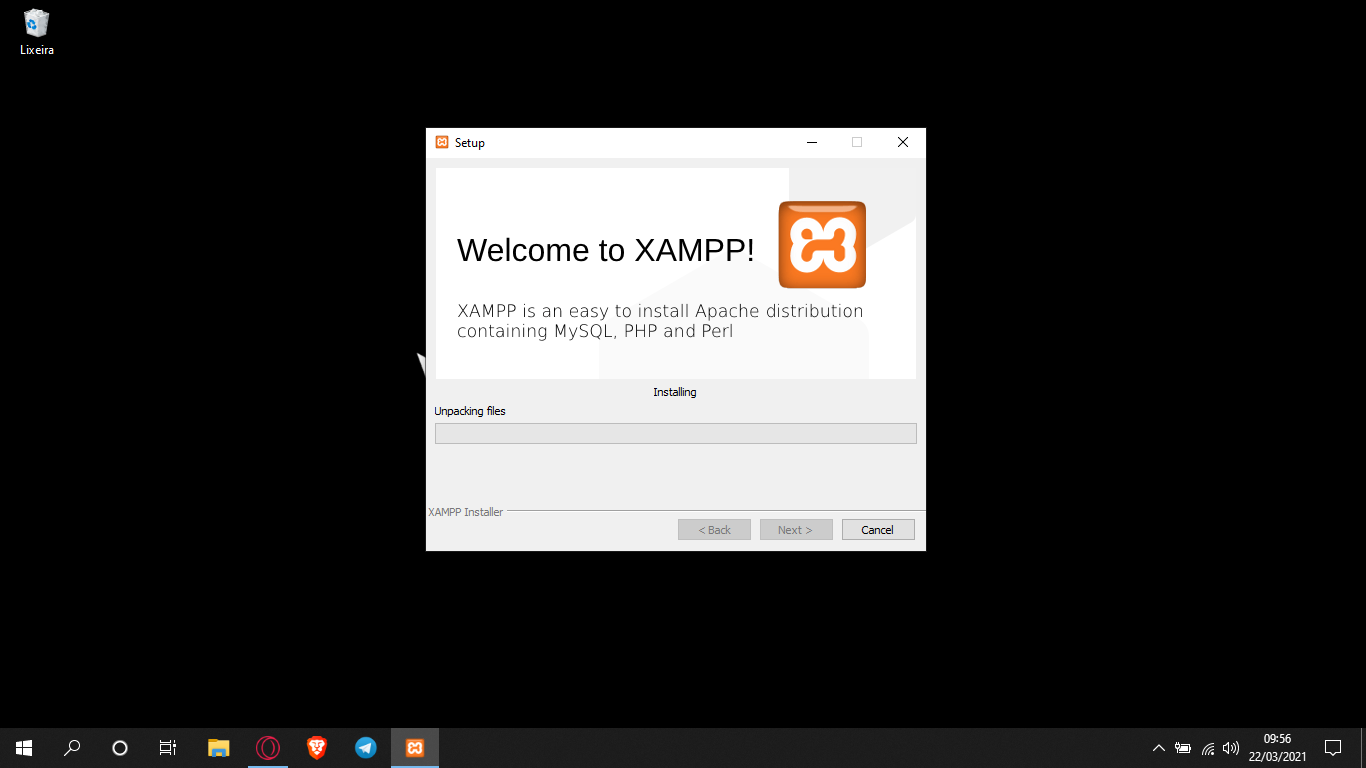 Lixeira
Setup
Welcome to XAMPP!
XAMPP is an easy to install Apache distribution
containing MySQL, PHP and Perl
Installing
Unpacking files
XAMPP Installer
< Back
Next >
Cancel
09:56
22/03/2021